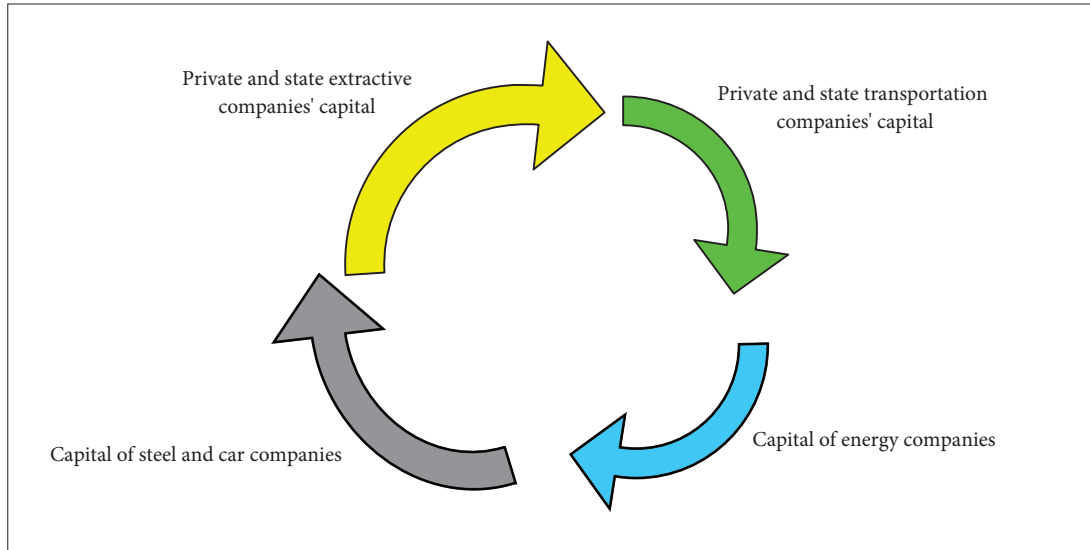 Private and state extractive
companies' capital
Private and state transportation
companies' capital
Capital of energy companies
Capital of steel and car companies